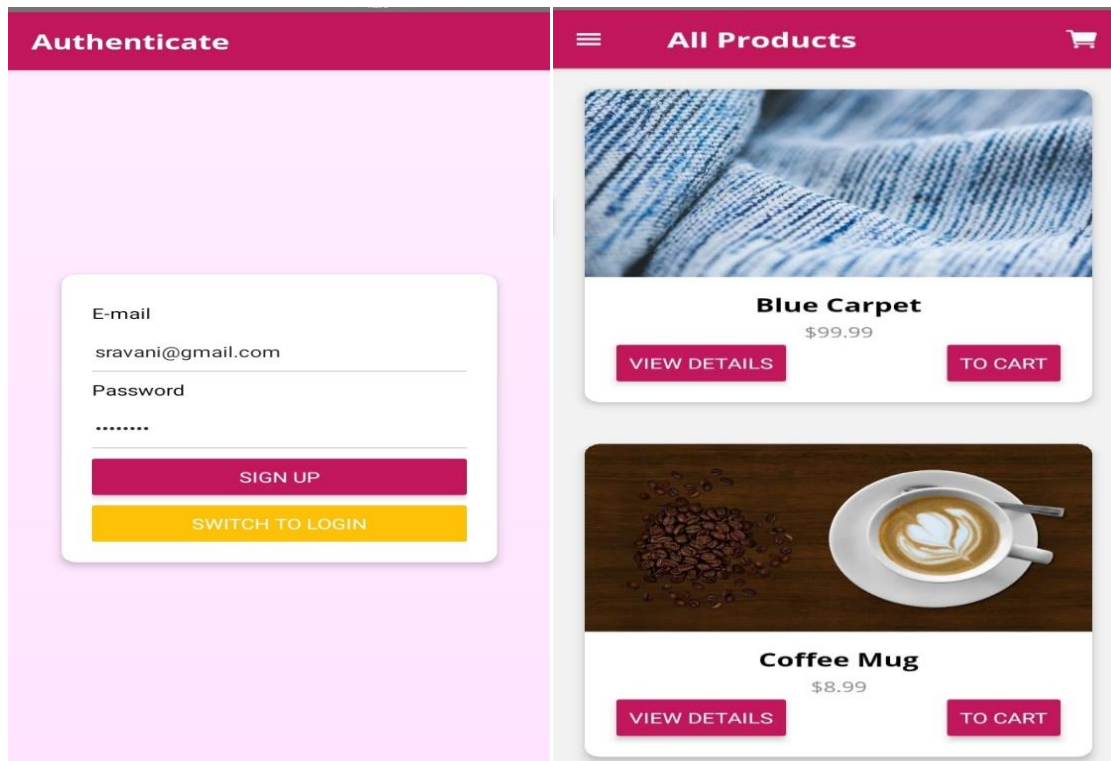 Authenticate
E-mail
sravani@gmail.com
Password
••••••••
SIGN UP
SWITCH TO LOGIN
All Products
Blue Carpet
$99.99
VIEW DETAILS
TO CART
Coffee Mug
$8.99
VIEW DETAILS
TO CART